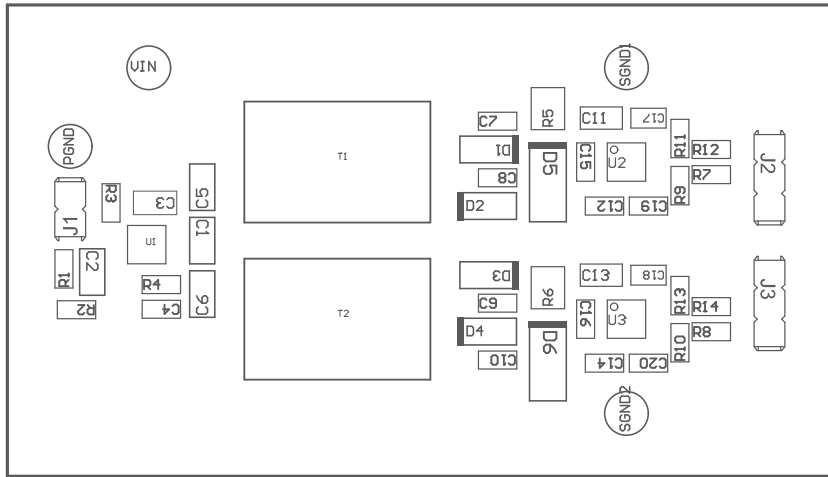 VIN
SGND1
PGND
C7
R5
C11
C17
R11
R12
T1
D1
D5
C15
U2
J2
C8
R7
R9
R3
C3
C5
D2
C12
C19
J1
U1
C1
R1
C2
D3
R6
C13
C18
J3
R4
C9
R13
R14
R2
C4
C6
T2
D4
D6
C16
U3
R8
R10
C10
C14
C20
SGND2